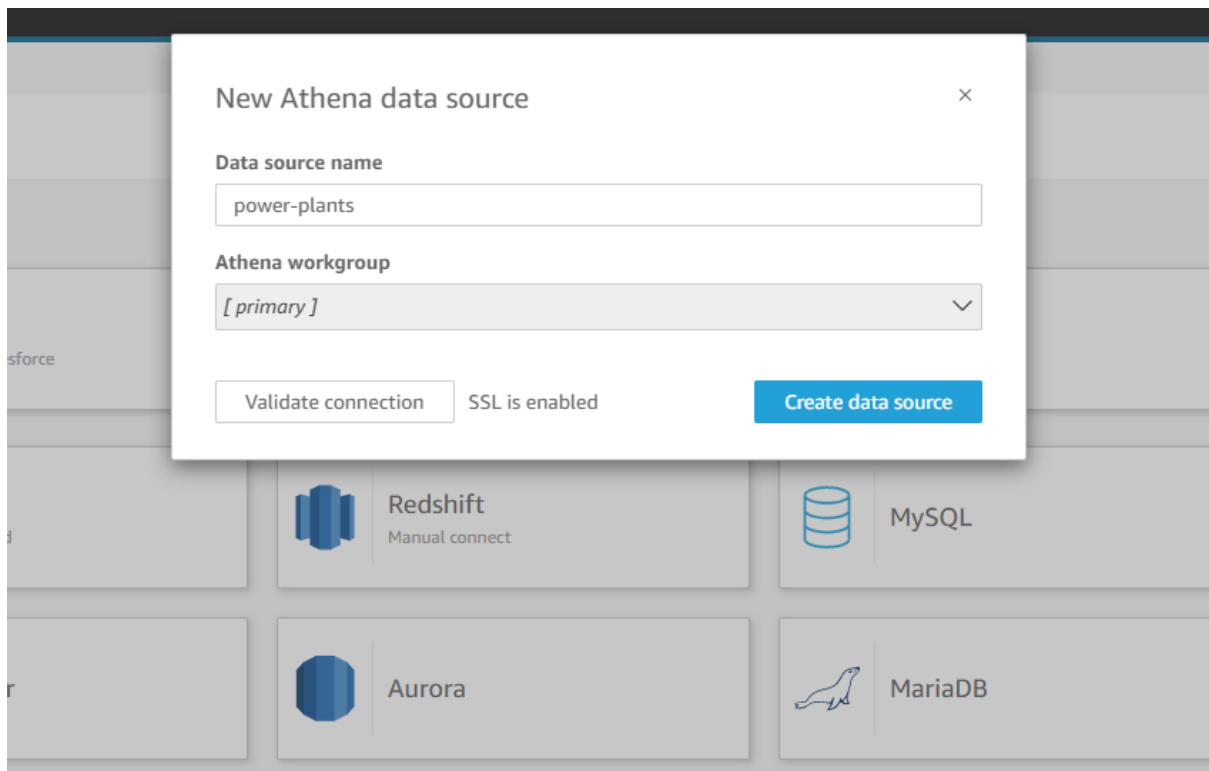 New Athena data source
Data source name
power-plants
Athena workgroup
[ primary ]
Validate connection
SSL is enabled
Create data source
sforce
Redshift
Manual connect
MySQL
r
Aurora
MariaDB